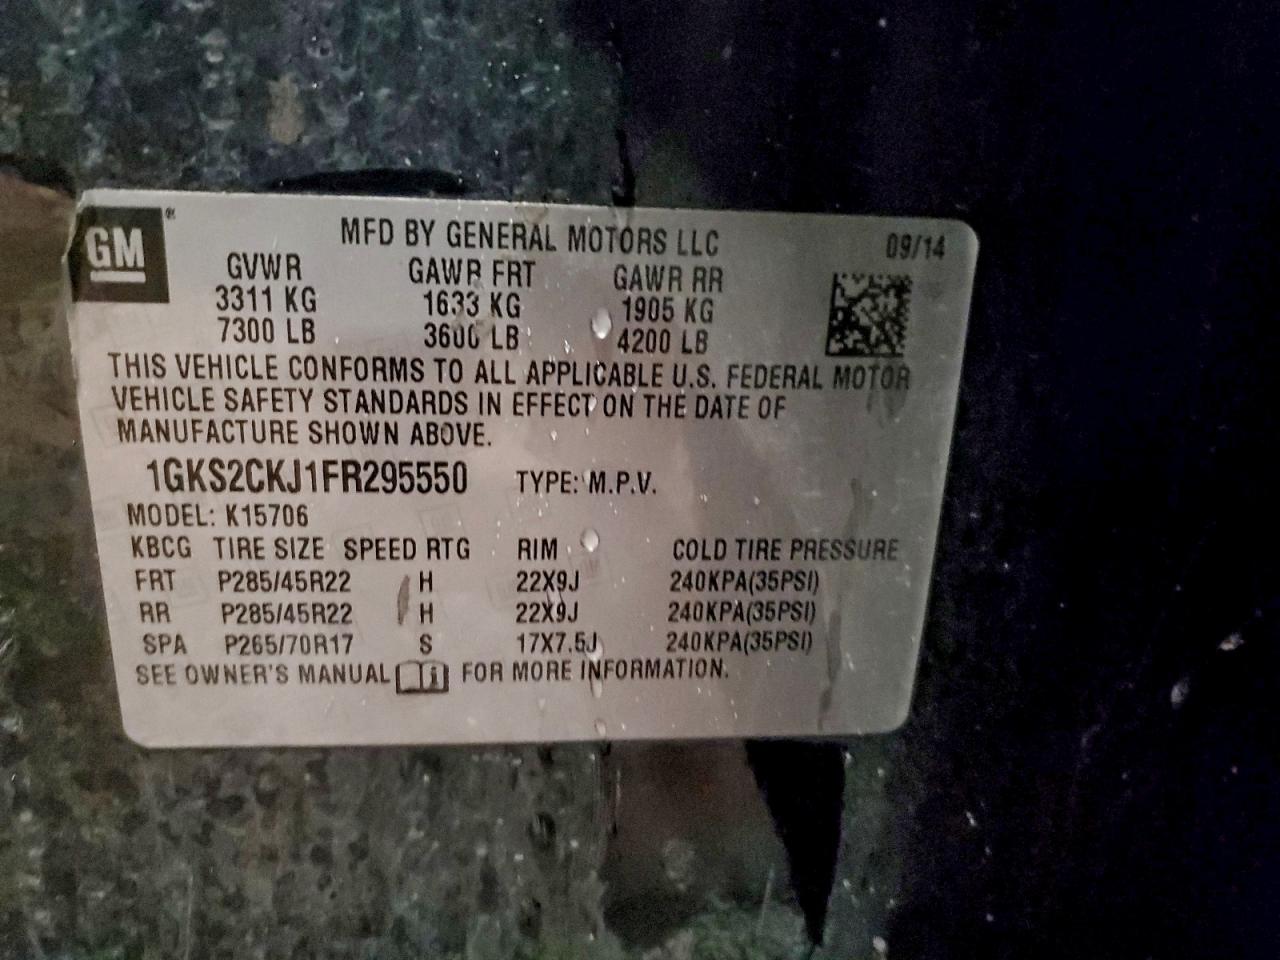 GM®
MFD BY GENERAL MOTORS LLC 09/14
GVWR GAWR FRT GAWR RR
3311 KG 1633 KG 1905 KG
7300 LB 3600 LB 4200 LB
THIS VEHICLE CONFORMS TO ALL APPLICABLE U.S. FEDERAL MOTOR
VEHICLE SAFETY STANDARDS IN EFFECT ON THE DATE OF
MANUFACTURE SHOWN ABOVE.
1GKS2CKJ1FR295550 TYPE: M.P.V.
MODEL: K15706
KBCG TIRE SIZE SPEED RTG RIM COLD TIRE PRESSURE
FRT P285/45R22 H 22X9J 240KPA(35PSI)
RR P285/45R22 H 22X9J 240KPA(35PSI)
SPA P265/70R17 S 17X7.5J 240KPA(35PSI)
SEE OWNER'S MANUAL FOR MORE INFORMATION.